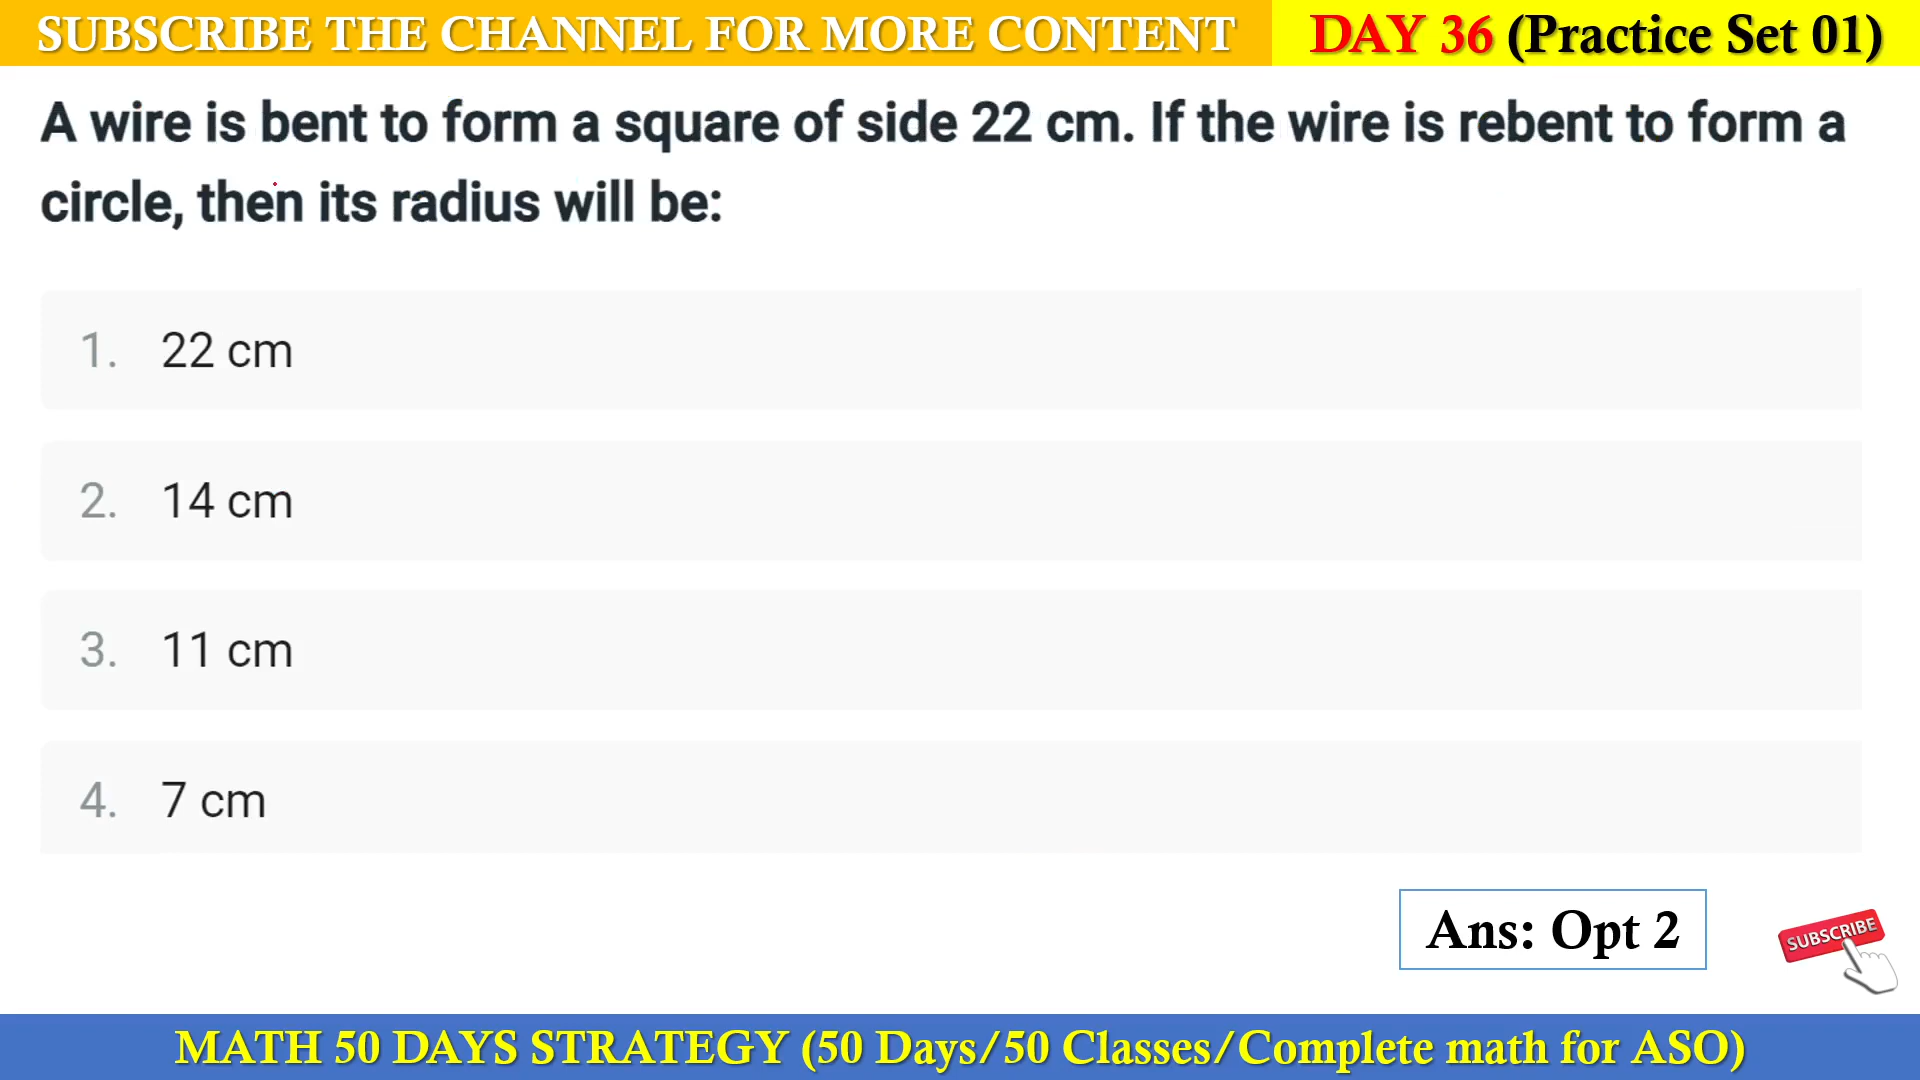 SUBSCRIBE THE CHANNEL FOR MORE CONTENT
DAY 36 (Practice Set 01)
A wire is bent to form a square of side 22 cm. If the wire is rebent to form a
circle, then its radius will be:
1. 22 cm
2. 14 cm
3. 11 cm
4. 7 cm
Ans: Opt 2
SUBSCRIBE
MATH 50 DAYS STRATEGY (50 Days/50 Classes/Complete math for ASO)